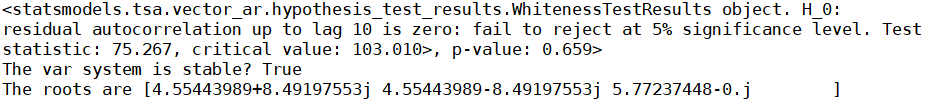 <statsmodels.tsa.vector_ar.hypothesis_test_results.WhitenessTestResults object. H_0:
residual autocorrelation up to lag 10 is zero: fail to reject at 5% significance level. Test
statistic: 75.267, critical value: 103.010>, p-value: 0.659>
The var system is stable? True
The roots are [4.55443989+8.49197553j 4.55443989-8.49197553j 5.77237448-0.j        ]